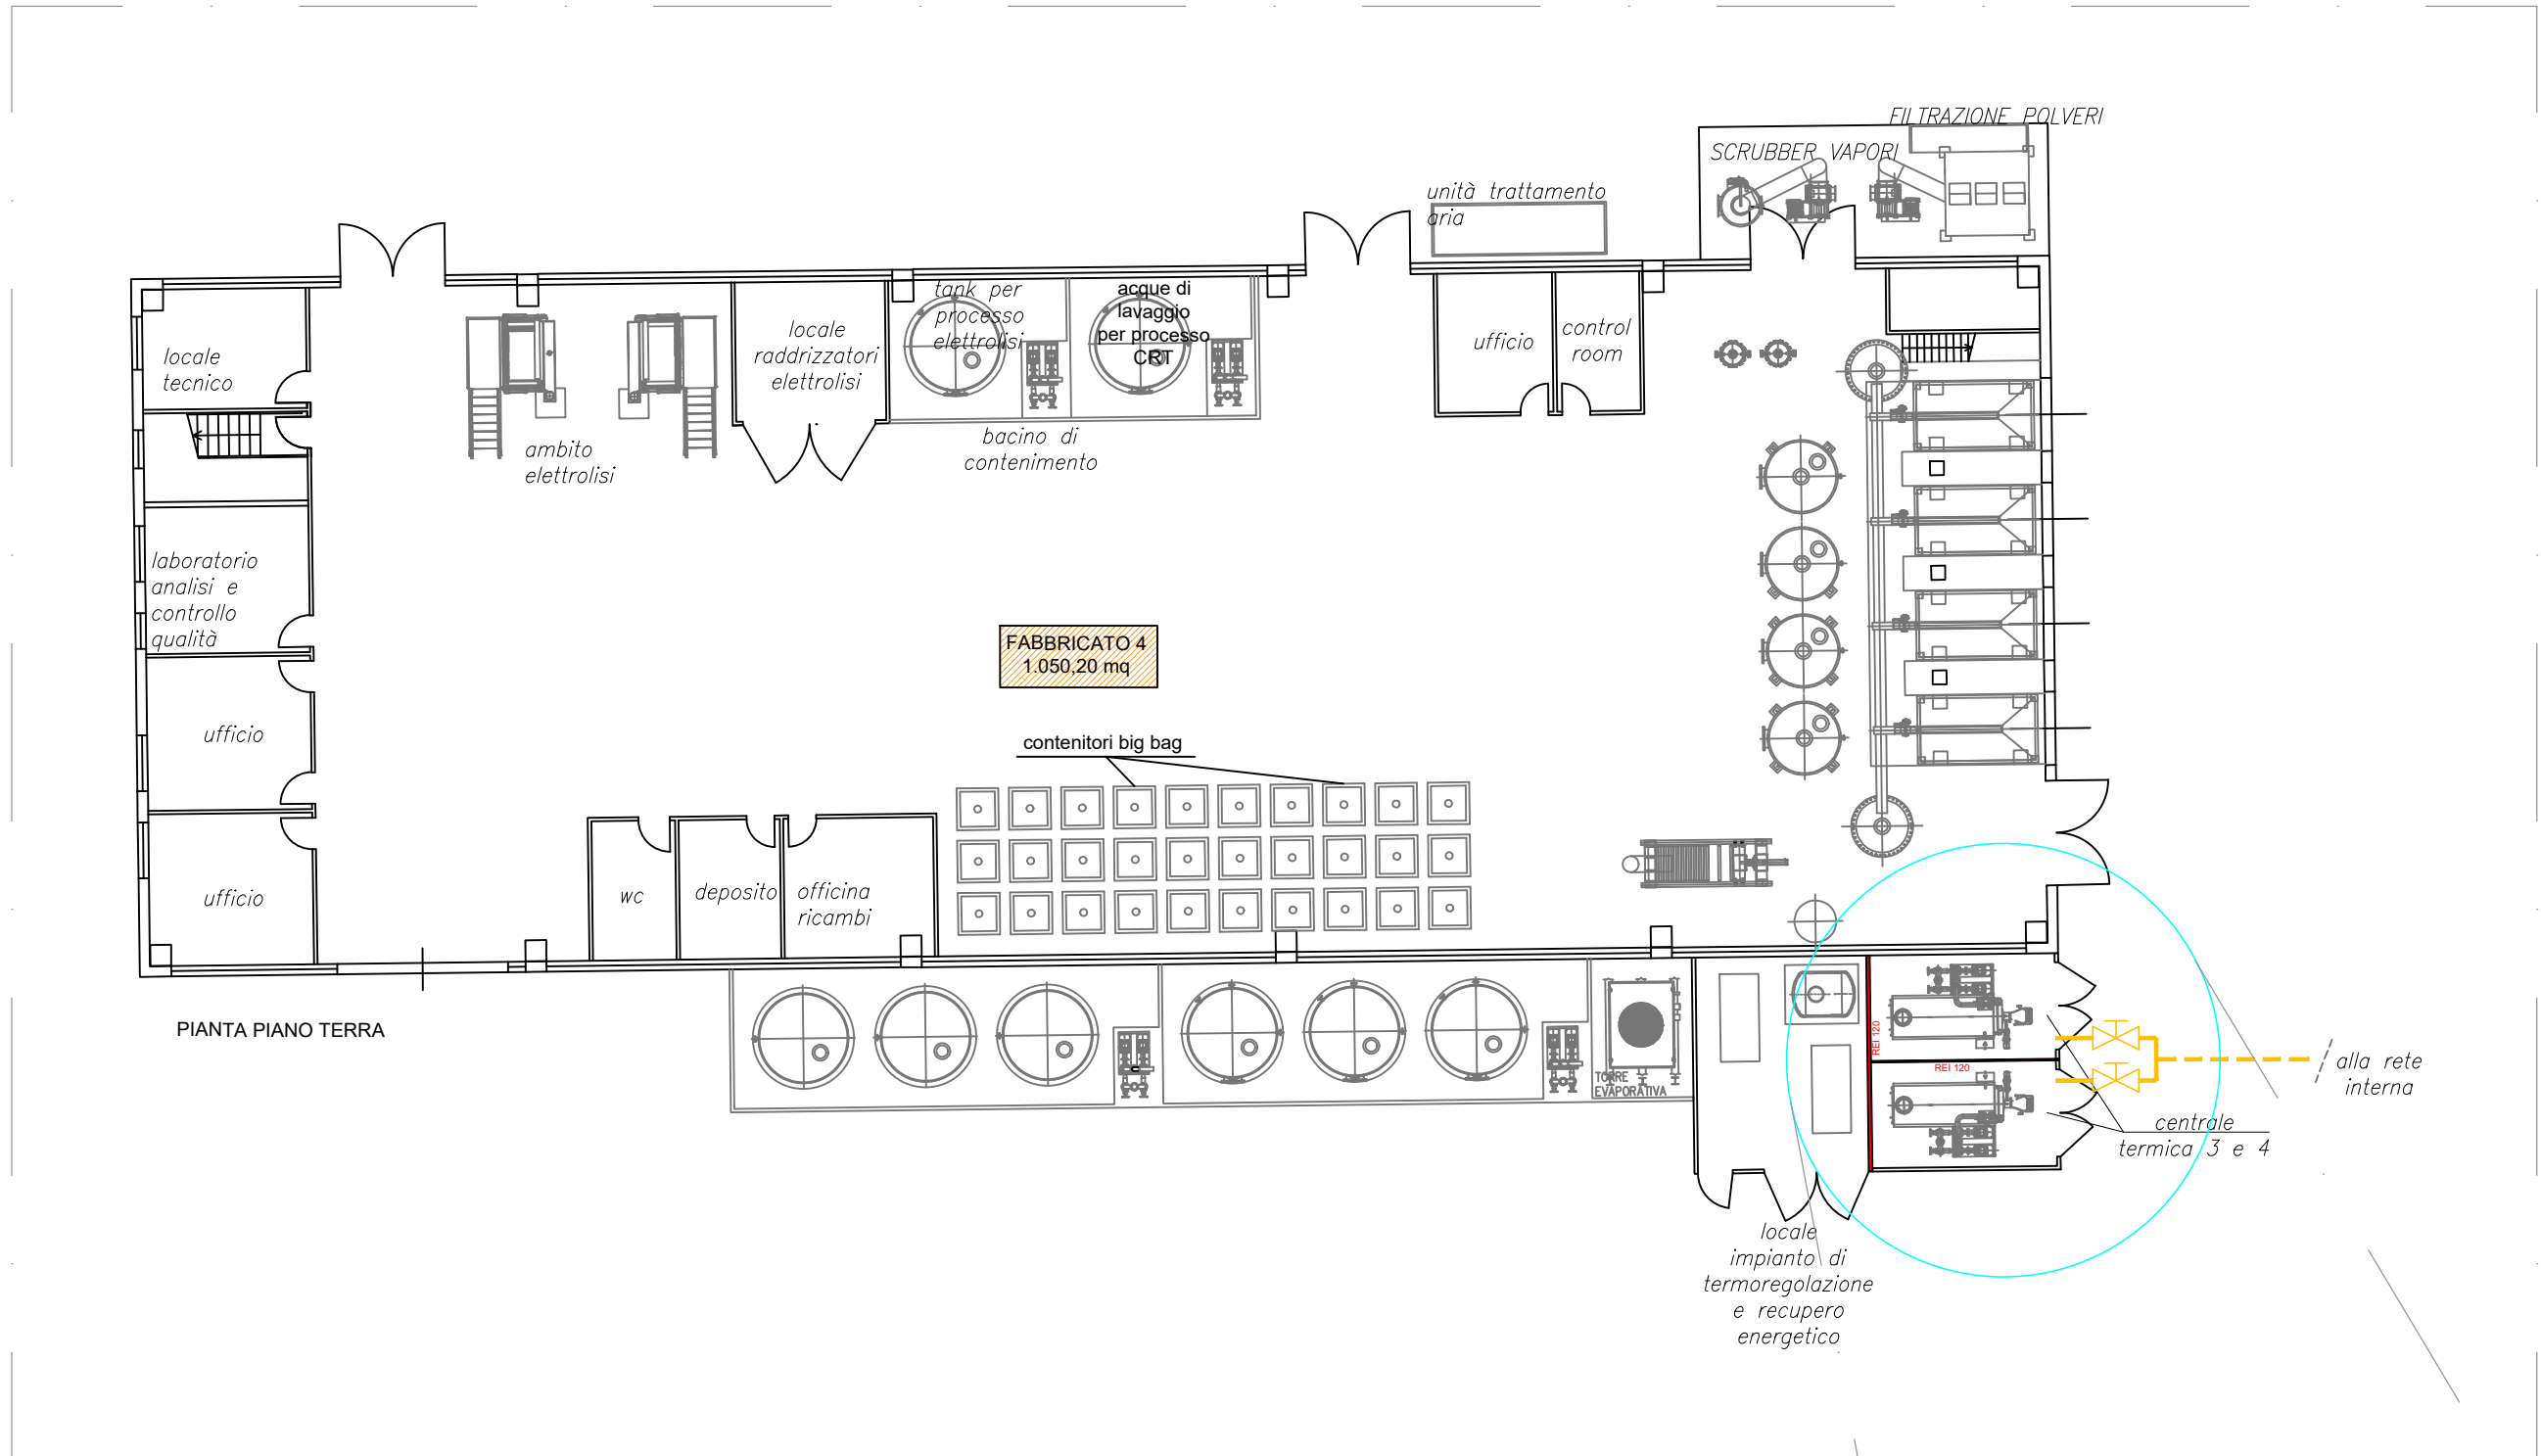 FILTRAZIONE POLVERI
SCRUBBER VAPORI
unità trattamento
aria
tank per
processo
elettrolisi
acque di
lavaggio
per processo
CRT
locale
raddrizzatori
elettrolisi
ufficio
control
room
locale
tecnico
ambito
elettrolisi
bacino di
contenimento
laboratorio
analisi e
controllo
qualità
FABBRICATO 4
1.050,20 mq
ufficio
contenitori big bag
ufficio
wc
deposito
officina
ricambi
PIANTA PIANO TERRA
REI 120
REI 120
TORRE
EVAPORATIVA
alla rete
interna
centrale
termica 3 e 4
locale
impianto di
termoregolazione
e recupero
energetico